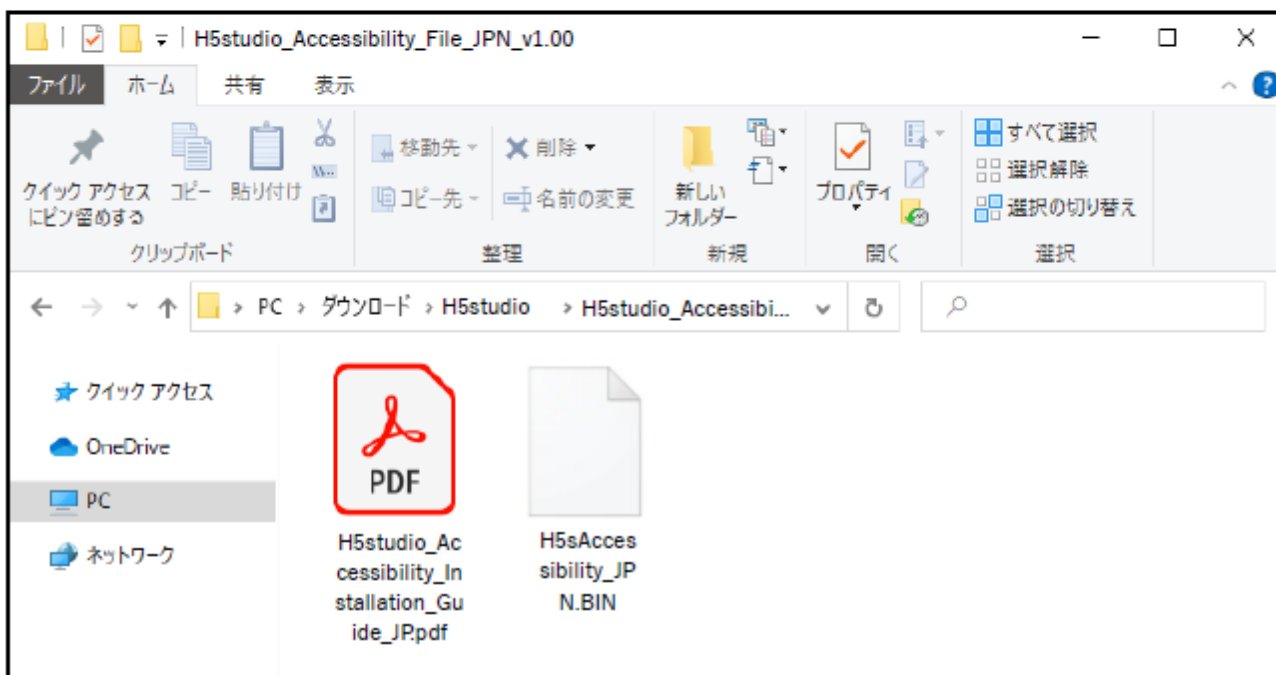 H5studio_Accessibility_File_JPN_v1.00
ファイル ホーム 共有 表示
クイック アクセス
にピン留めする
コピー
貼り付け
移動先
コピー先
削除
名前の変更
新しい
フォルダー
プロパティ
すべて選択
選択解除
選択の切り替え
クリップボード 整理 新規 開く 選択
PC > ダウンロード > H5studio > H5studio_Accessibi...
クイック アクセス
OneDrive
PC
ネットワーク
PDF
H5studio_Ac
cessibility_In
stallation_Gu
ide_JP.pdf
H5sAcces
sibility_JP
N.BIN